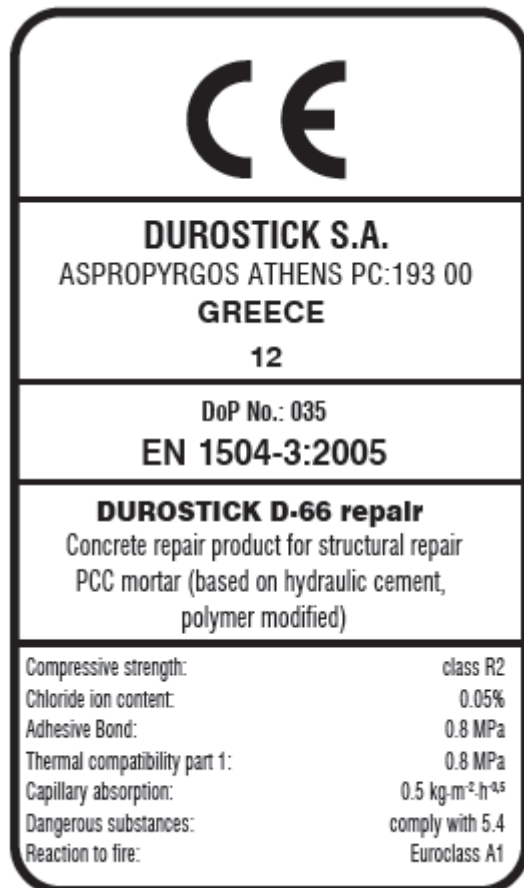 CE
DUROSTICK S.A.
ASPROPYRGOS ATHENS PC:193 00
GREECE
12
DoP No.: 035
EN 1504-3:2005
DUROSTICK D-66 repair
Concrete repair product for structural repair
PCC mortar (based on hydraulic cement,
polymer modified)
Compressive strength: class R2
Chloride ion content: 0.05%
Adhesive Bond: 0.8 MPa
Thermal compatibility part 1: 0.8 MPa
Capillary absorption: 0.5 kg·m⁻²·h⁻⁰·⁵
Dangerous substances: comply with 5.4
Reaction to fire: Euroclass A1